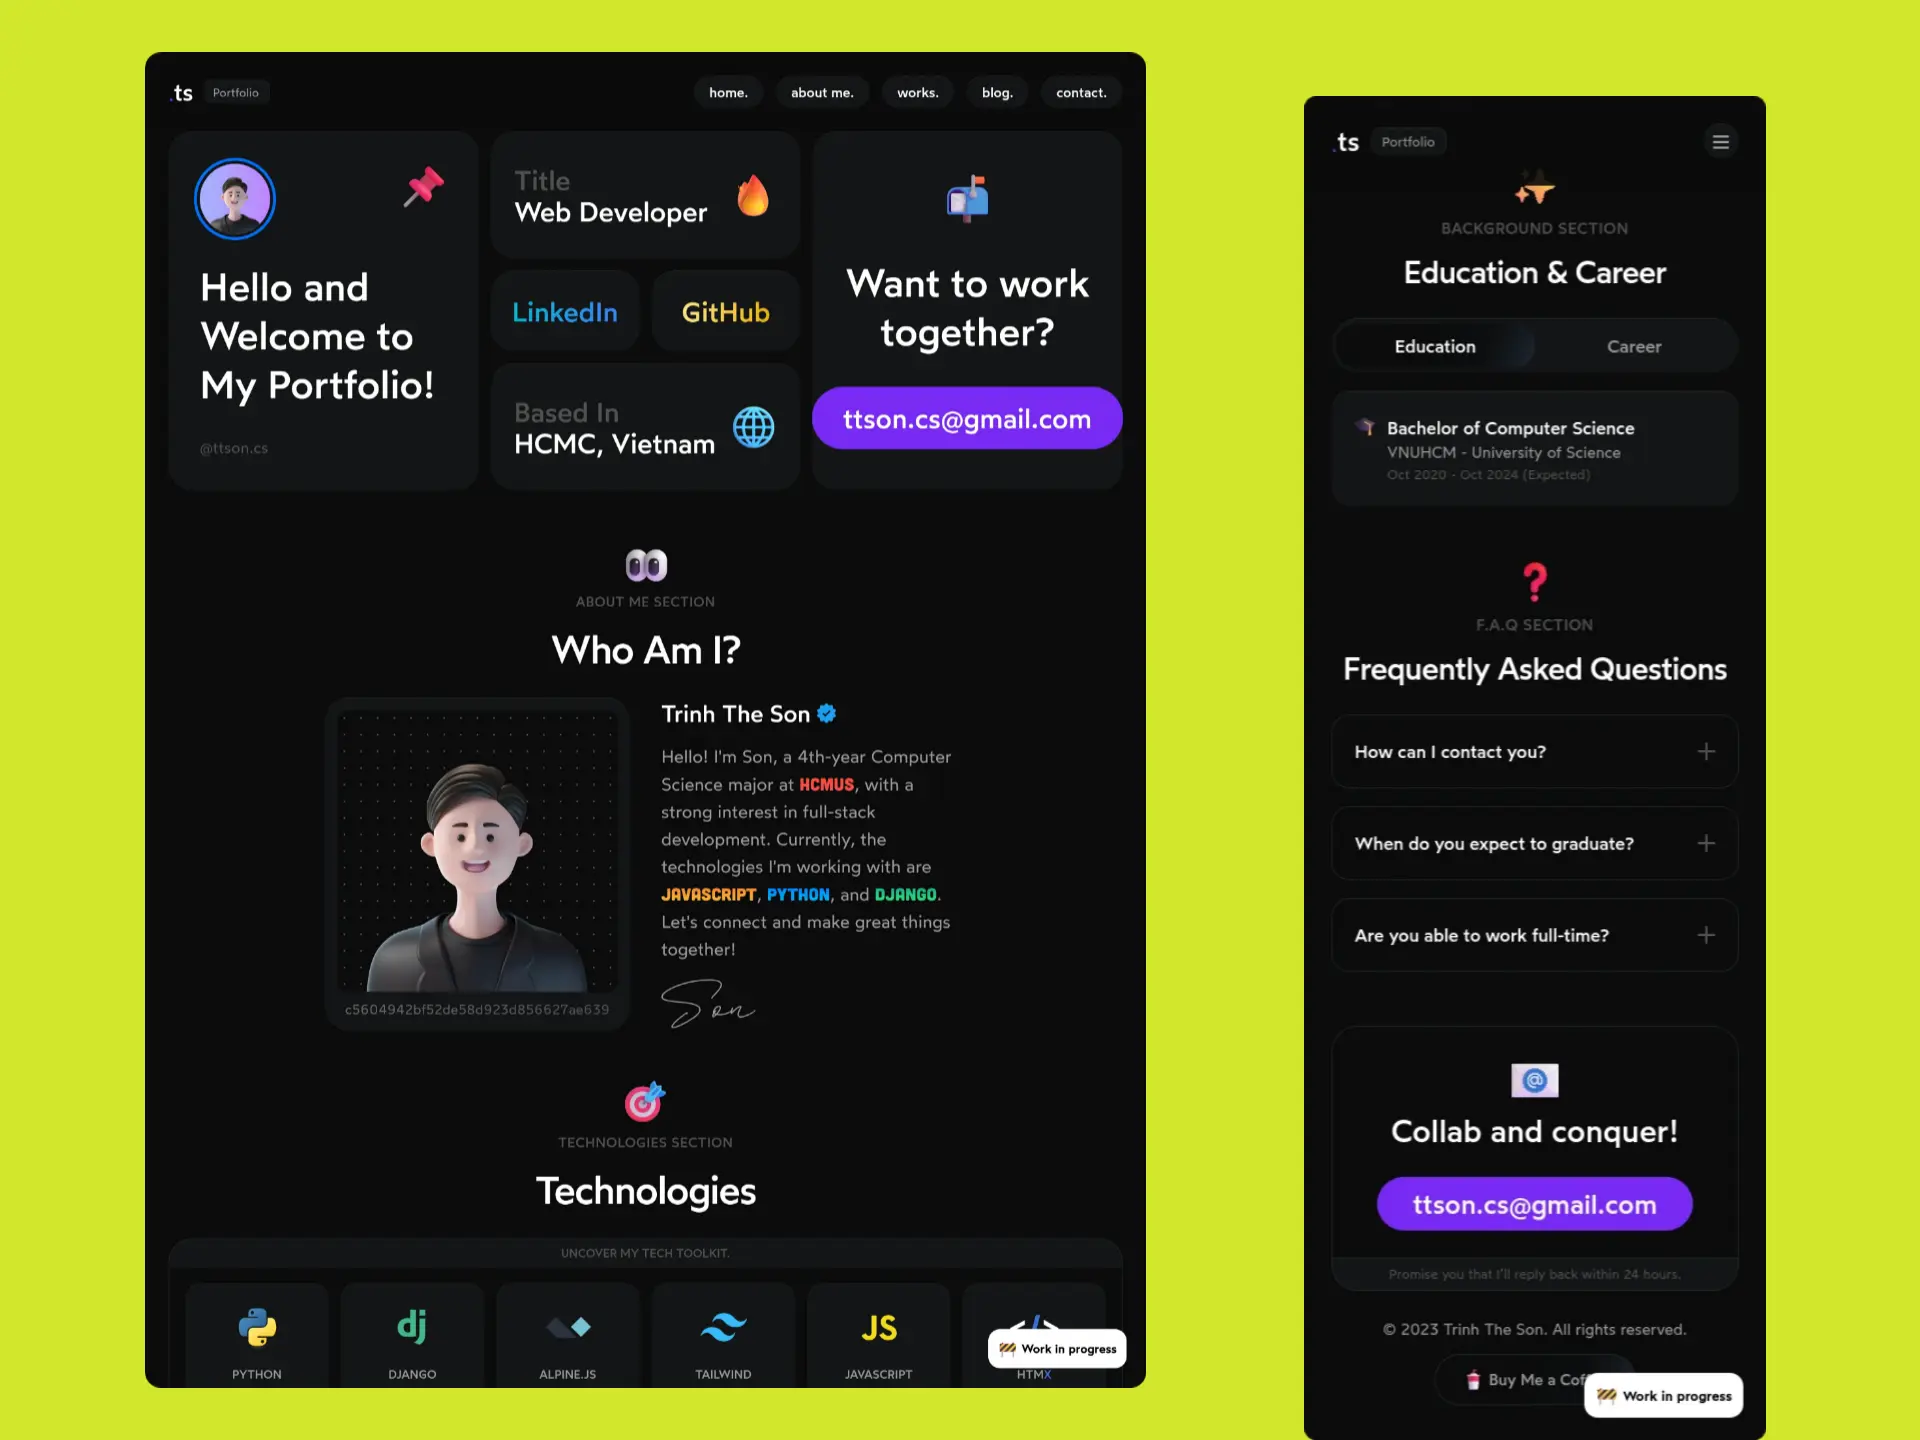 .ts
Portfolio
home.
about me.
works.
blog.
contact.
Hello and
Welcome to
My Portfolio!
@ttson.cs
Title
Web Developer
LinkedIn
GitHub
Based In
HCMC, Vietnam
Want to work
together?
ttson.cs@gmail.com
ABOUT ME SECTION
Who Am I?
c5604942bf52de58d923d856627ae639
Trinh The Son
Hello! I'm Son, a 4th-year Computer
Science major at HCMUS, with a
strong interest in full-stack
development. Currently, the
technologies I'm working with are
JAVASCRIPT, PYTHON, and DJANGO.
Let's connect and make great things
together!
Son
TECHNOLOGIES SECTION
Technologies
UNCOVER MY TECH TOOLKIT.
dj
JS
PYTHON
DJANGO
ALPINE.JS
TAILWIND
JAVASCRIPT
HTMX
Work in progress
.ts
Portfolio
BACKGROUND SECTION
Education & Career
Education
Career
Bachelor of Computer Science
VNUHCM - University of Science
Oct 2020 - Oct 2024 (Expected)
F.A.Q SECTION
Frequently Asked Questions
How can I contact you?
When do you expect to graduate?
Are you able to work full-time?
@
Collab and conquer!
ttson.cs@gmail.com
Promise you that I'll reply back within 24 hours.
© 2023 Trinh The Son. All rights reserved.
Buy Me a Cof
Work in progress